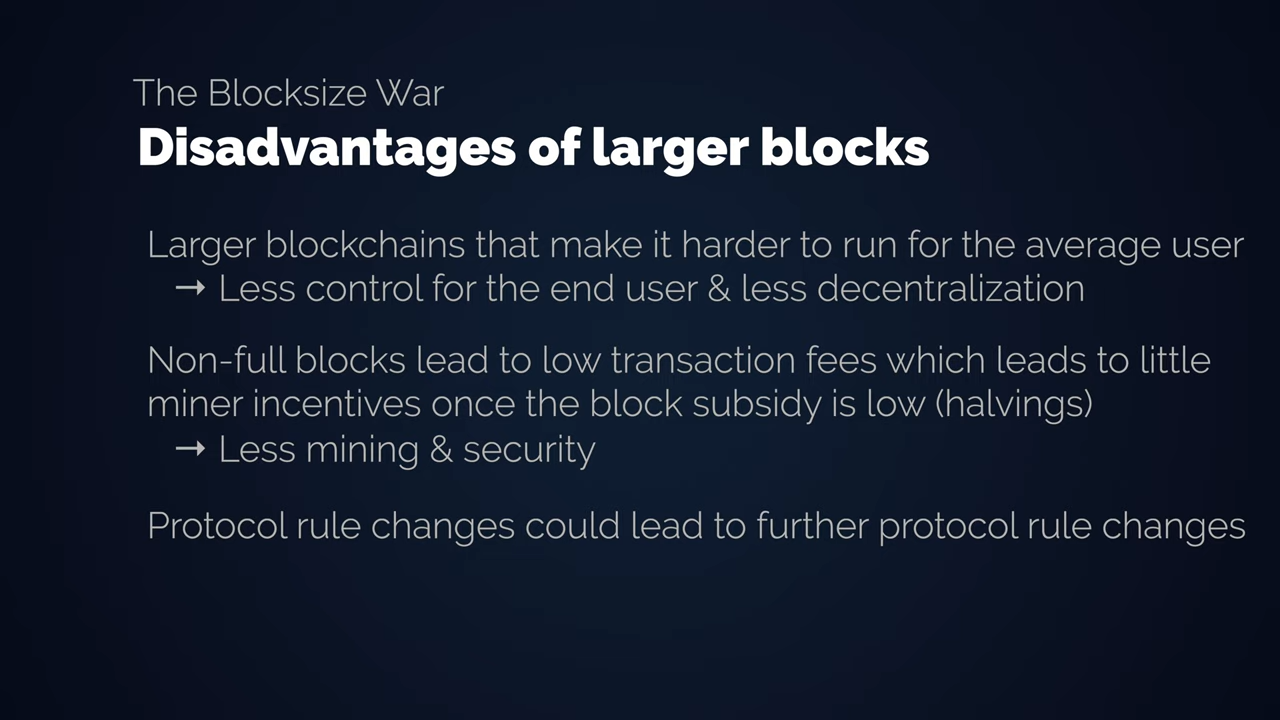 The Blocksize War
Disadvantages of larger blocks
Larger blockchains that make it harder to run for the average user
→ Less control for the end user & less decentralization
Non-full blocks lead to low transaction fees which leads to little
miner incentives once the block subsidy is low (halvings)
→ Less mining & security
Protocol rule changes could lead to further protocol rule changes